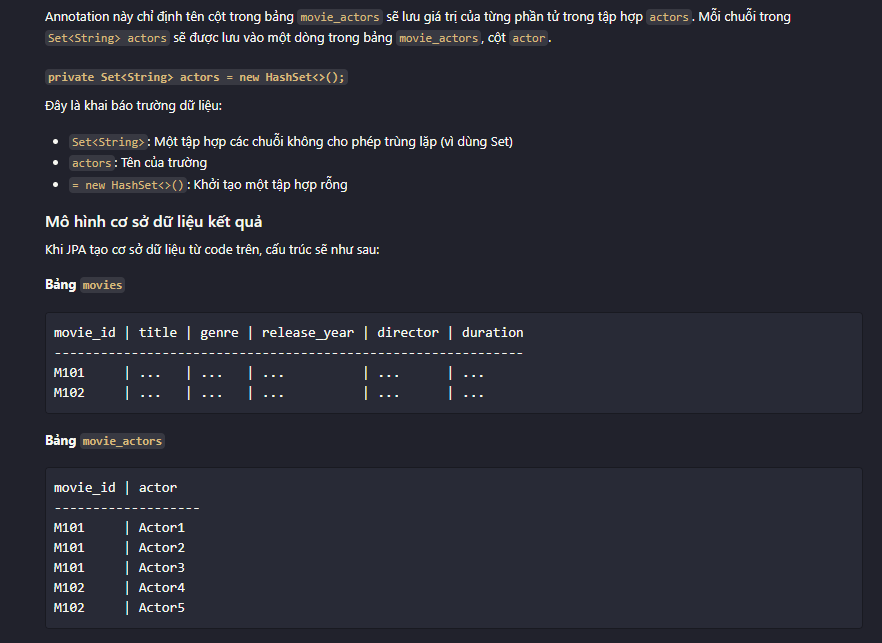 Annotation này chỉ định tên cột trong bảng movie_actors sẽ lưu giá trị của từng phần tử trong tập hợp actors. Mỗi chuỗi trong
Set<String> actors sẽ được lưu vào một dòng trong bảng movie_actors, cột actor.
private Set<String> actors = new HashSet<>();
Đây là khai báo trường dữ liệu:
• Set<String>: Một tập hợp các chuỗi không cho phép trùng lặp (vì dùng Set)
• actors: Tên của trường
• = new HashSet<>(): Khởi tạo một tập hợp rỗng
Mô hình cơ sở dữ liệu kết quả
Khi JPA tạo cơ sở dữ liệu từ code trên, cấu trúc sẽ như sau:
Bảng movies
movie_id | title | genre | release_year | director | duration
-------------------------------------------------------------
M101     | ...   | ...   | ...          | ...      | ...
M102     | ...   | ...   | ...          | ...      | ...
Bảng movie_actors
movie_id | actor
-------------------
M101     | Actor1
M101     | Actor2
M101     | Actor3
M102     | Actor4
M102     | Actor5